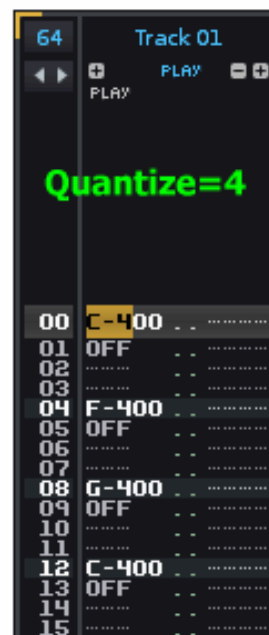 64 Track 01
PLAY
PLAY
Quantize=4
00 C-400 .. .........
01 OFF .. .........
02 ......... .. .........
03 ......... .. .........
04 F-400 .. .........
05 OFF .. .........
06 ......... .. .........
07 ......... .. .........
08 G-400 .. .........
09 OFF .. .........
10 ......... .. .........
11 ......... .. .........
12 C-400 .. .........
13 OFF .. .........
14 ......... .. .........
15 ......... .. .........